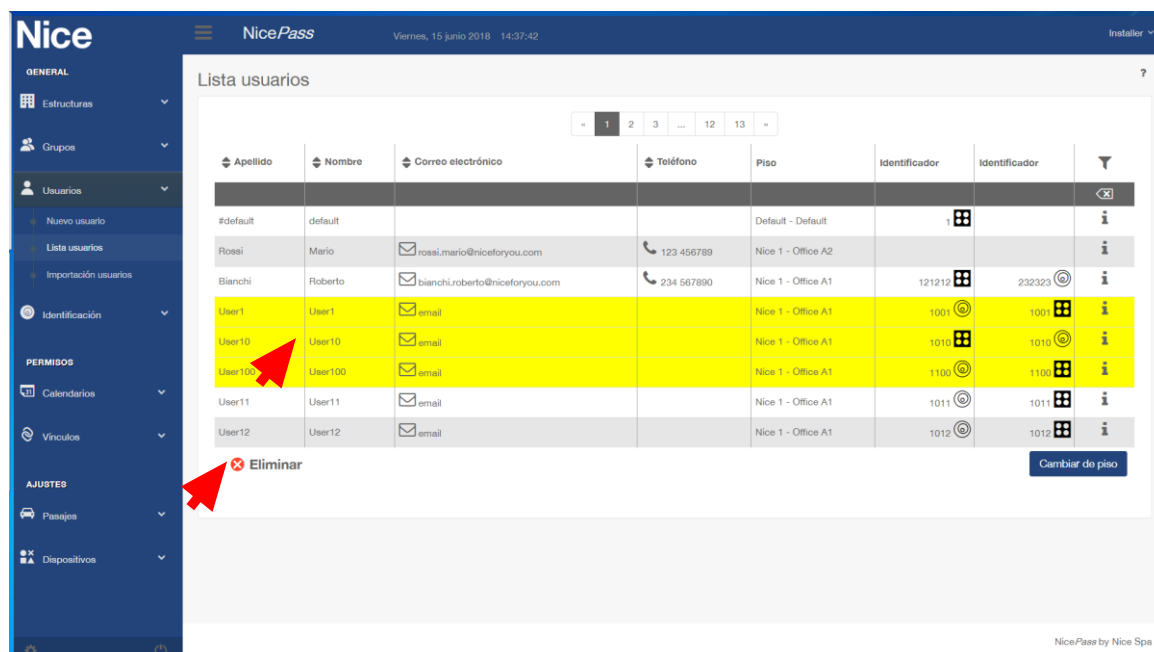 Nice
NicePass
Viernes, 15 junio 2018 14:37:42
Installer
GENERAL
Estructuras
Grupos
Usuarios
Nuevo usuario
Lista usuarios
Importación usuarios
Identificación
PERMISOS
Calendarios
Vínculos
AJUSTES
Pasajes
Dispositivos
Lista usuarios
?
« 1 2 3 ... 12 13 »
Apellido Nombre Correo electrónico Teléfono Piso Identificador Identificador
#default default Default - Default 1
Rossi Mario rossi.mario@niceforyou.com 123 456789 Nice 1 - Office A2
Bianchi Roberto bianchi.roberto@niceforyou.com 234 567890 Nice 1 - Office A1 121212 232323
User1 User1 email Nice 1 - Office A1 1001 1001
User10 User10 email Nice 1 - Office A1 1010 1010
User100 User100 email Nice 1 - Office A1 1100 1100
User11 User11 email Nice 1 - Office A1 1011 1011
User12 User12 email Nice 1 - Office A1 1012 1012
Eliminar
Cambiar de piso
NicePass by Nice Spa